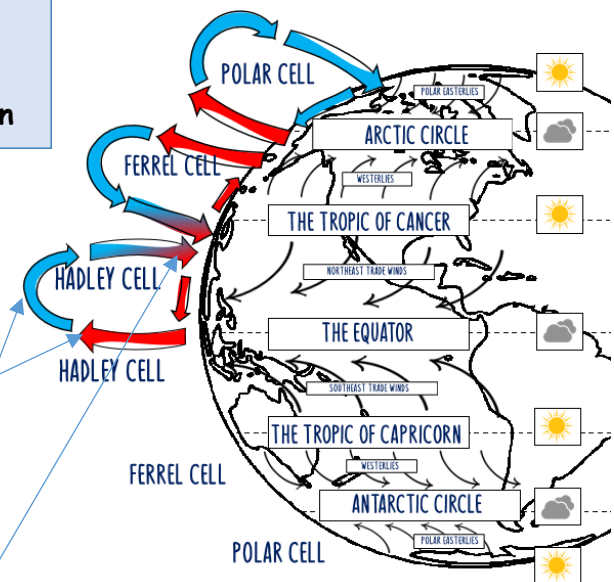 n
POLAR CELL
POLAR EASTERLIES
ARCTIC CIRCLE
FERREL CELL
WESTERLIES
THE TROPIC OF CANCER
HADLEY CELL
NORTHEAST TRADE WINDS
THE EQUATOR
HADLEY CELL
SOUTHEAST TRADE WINDS
THE TROPIC OF CAPRICORN
FERREL CELL
WESTERLIES
ANTARCTIC CIRCLE
POLAR CELL
POLAR EASTERLIES